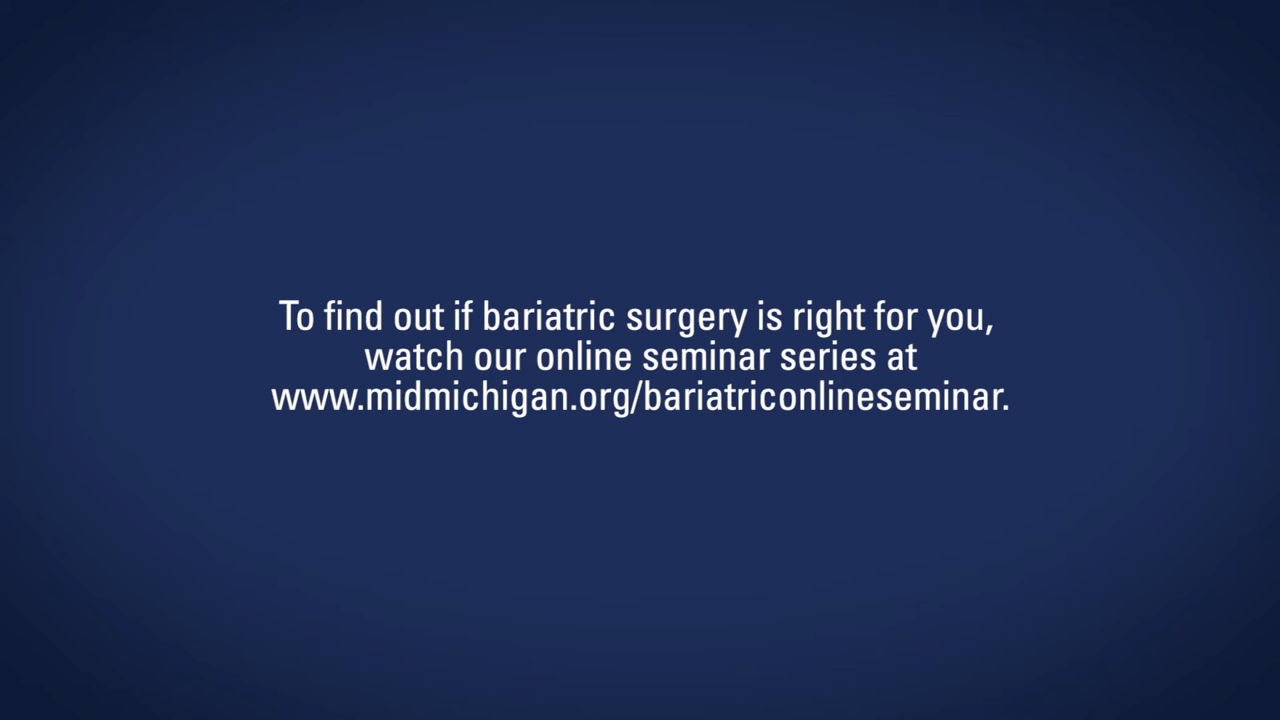 To find out if bariatric surgery is right for you,
watch our online seminar series at
www.midmichigan.org/bariatriconlineseminar.